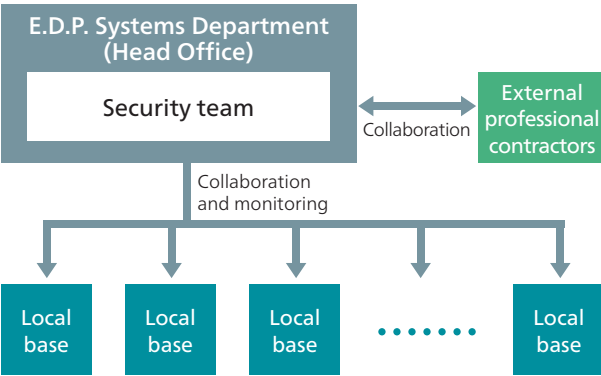 E.D.P. Systems Department
(Head Office)
Security team
Collaboration
External
professional
contractors
Collaboration
and monitoring
Local
base
Local
base
Local
base
Local
base